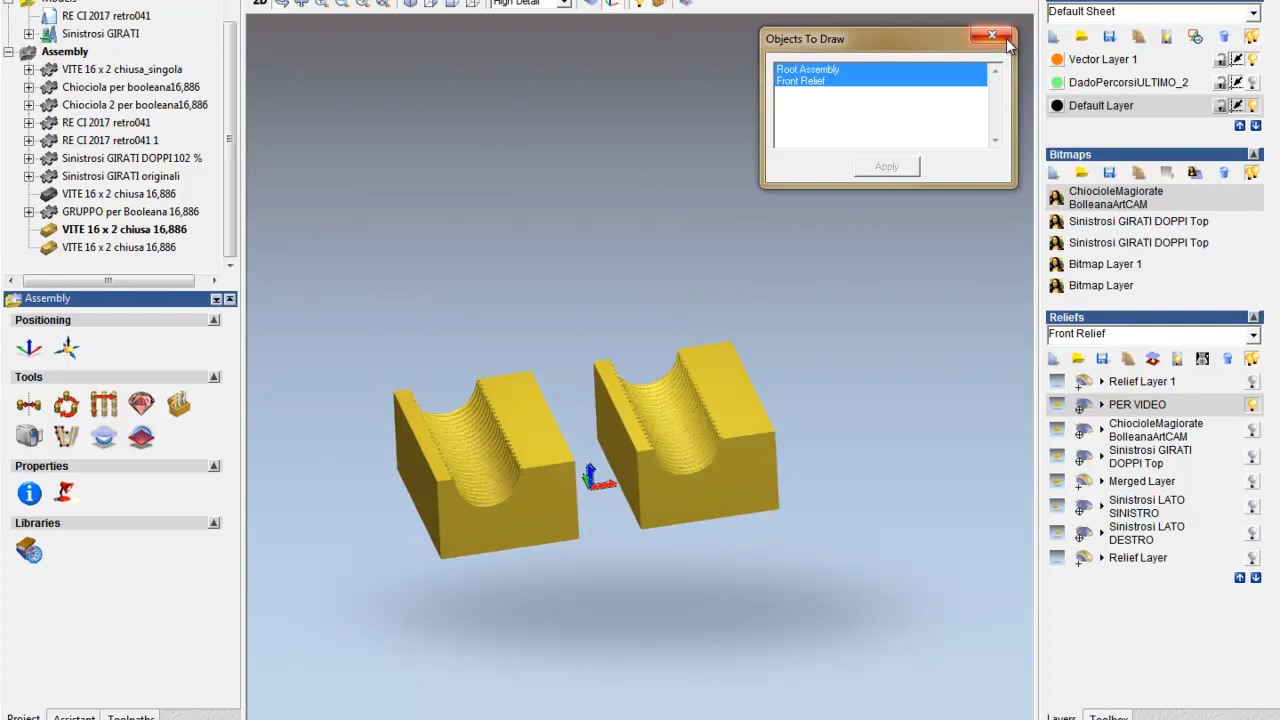 2D
High Detail
Models
RE CI 2017 retro041
Sinistrosi GIRATI
Assembly
VITE 16 x 2 chiusa_singola
Chiociola per booleana16,886
Chiociola 2 per booleana16,886
RE CI 2017 retro041
RE CI 2017 retro041 1
Sinistrosi GIRATI DOPPI 102 %
Sinistrosi GIRATI originali
VITE 16 x 2 chiusa 16,886
GRUPPO per Booleana 16,886
VITE 16 x 2 chiusa 16,886
VITE 16 x 2 chiusa 16,886
Assembly
Positioning
Tools
Properties
Libraries
Project
Assistant
Toolpaths
Objects To Draw
Root Assembly
Front Relief
Apply
Default Sheet
Vector Layer 1
DadoPercorsiULTIMO_2
Default Layer
Bitmaps
ChiocioleMagiorate
BolleanaArtCAM
Sinistrosi GIRATI DOPPI Top
Sinistrosi GIRATI DOPPI Top
Bitmap Layer 1
Bitmap Layer
Reliefs
Front Relief
Relief Layer 1
PER VIDEO
ChiocioleMagiorate
BolleanaArtCAM
Sinistrosi GIRATI
DOPPI Top
Merged Layer
Sinistrosi LATO
SINISTRO
Sinistrosi LATO
DESTRO
Relief Layer
Layers
Toolbox